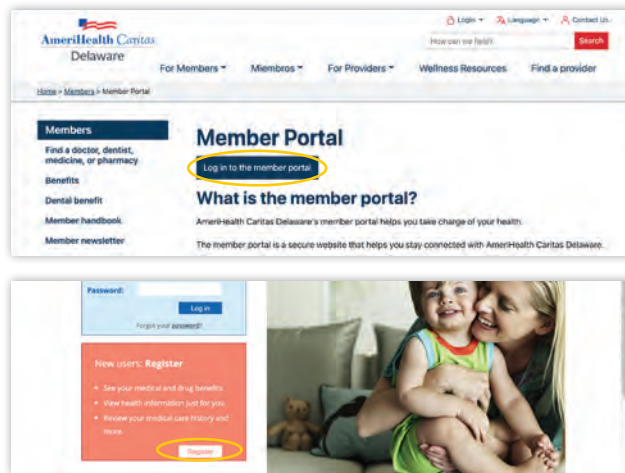 Login
Language
Contact Us
AmeriHealth Caritas
Delaware
How can we help?
Search
For Members
Miembros
For Providers
Wellness Resources
Find a provider
Home > Members > Member Portal
Members
Find a doctor, dentist,
medicine, or pharmacy
Benefits
Dental benefit
Member handbook
Member newsletter
Member Portal
Log in to the member portal
What is the member portal?
AmeriHealth Caritas Delaware's member portal helps you take charge of your health.
The member portal is a secure website that helps you stay connected with AmeriHealth Caritas Delaware.
Password:
Log in
Forgot your password?
New users: Register
• See your medical and drug benefits.
• View health information just for you.
• Review your medical care history and
more.
Register